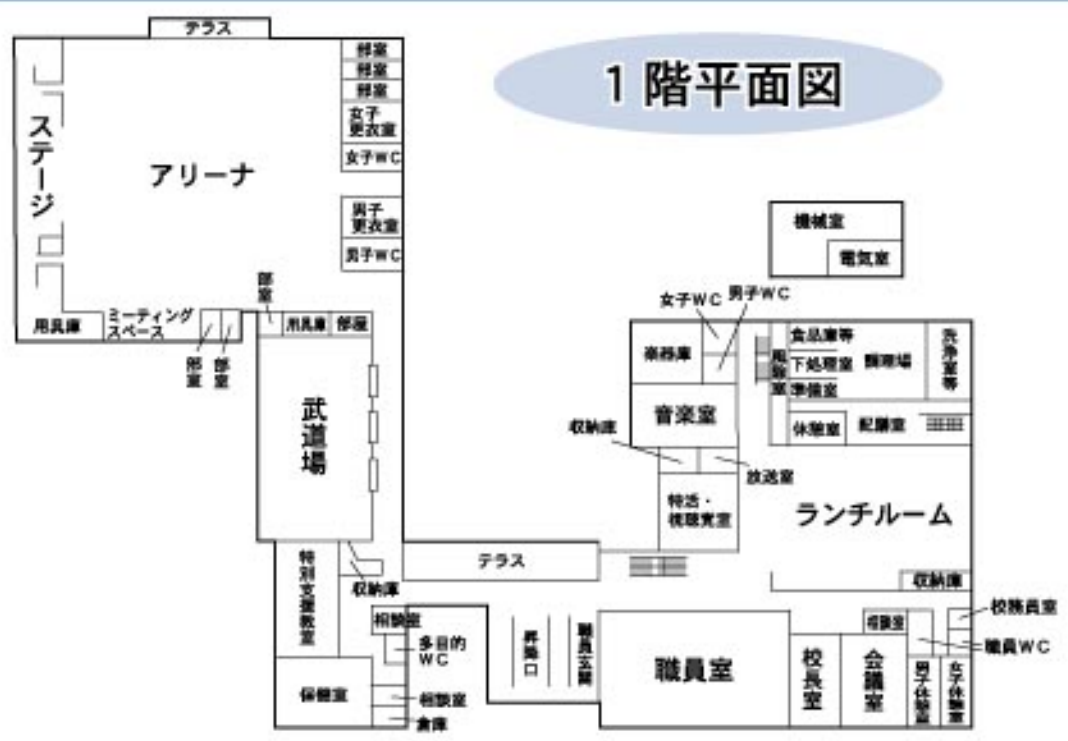 テラス
1階平面図
部室
部室
部室
女子
更衣室
女子WC
ステージ
アリーナ
男子
更衣室
男子WC
機械室
電気室
部室
用具庫
ミーティング
スペース
用具庫
部屋
部室
部室
女子WC
男子WC
楽器庫
風除室
食品庫等
下処理室
準備室
調理場
洗浄室等
休憩室
配膳室
武道場
音楽室
収納庫
放送室
特活・
視聴覚室
ランチルーム
テラス
収納庫
特別支援教室
収納庫
相談室
多目的
WC
昇降口
職員玄関
職員室
校長室
相談室
会議室
校務員室
職員WC
男子休憩室
女子休憩室
保健室
相談室
倉庫